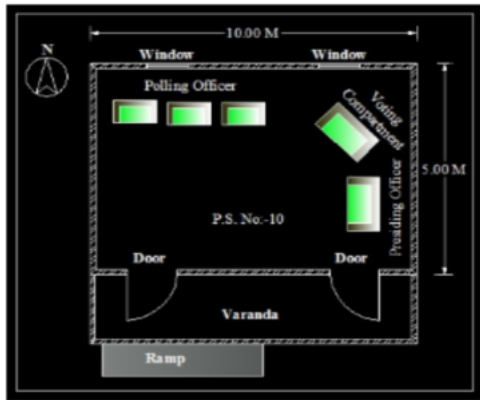 10.00 M
N
Window
Window
Polling Officer
Voting
Compartment
5.00 M
Presiding Officer
P.S. No:-10
Door
Door
Varanda
Ramp